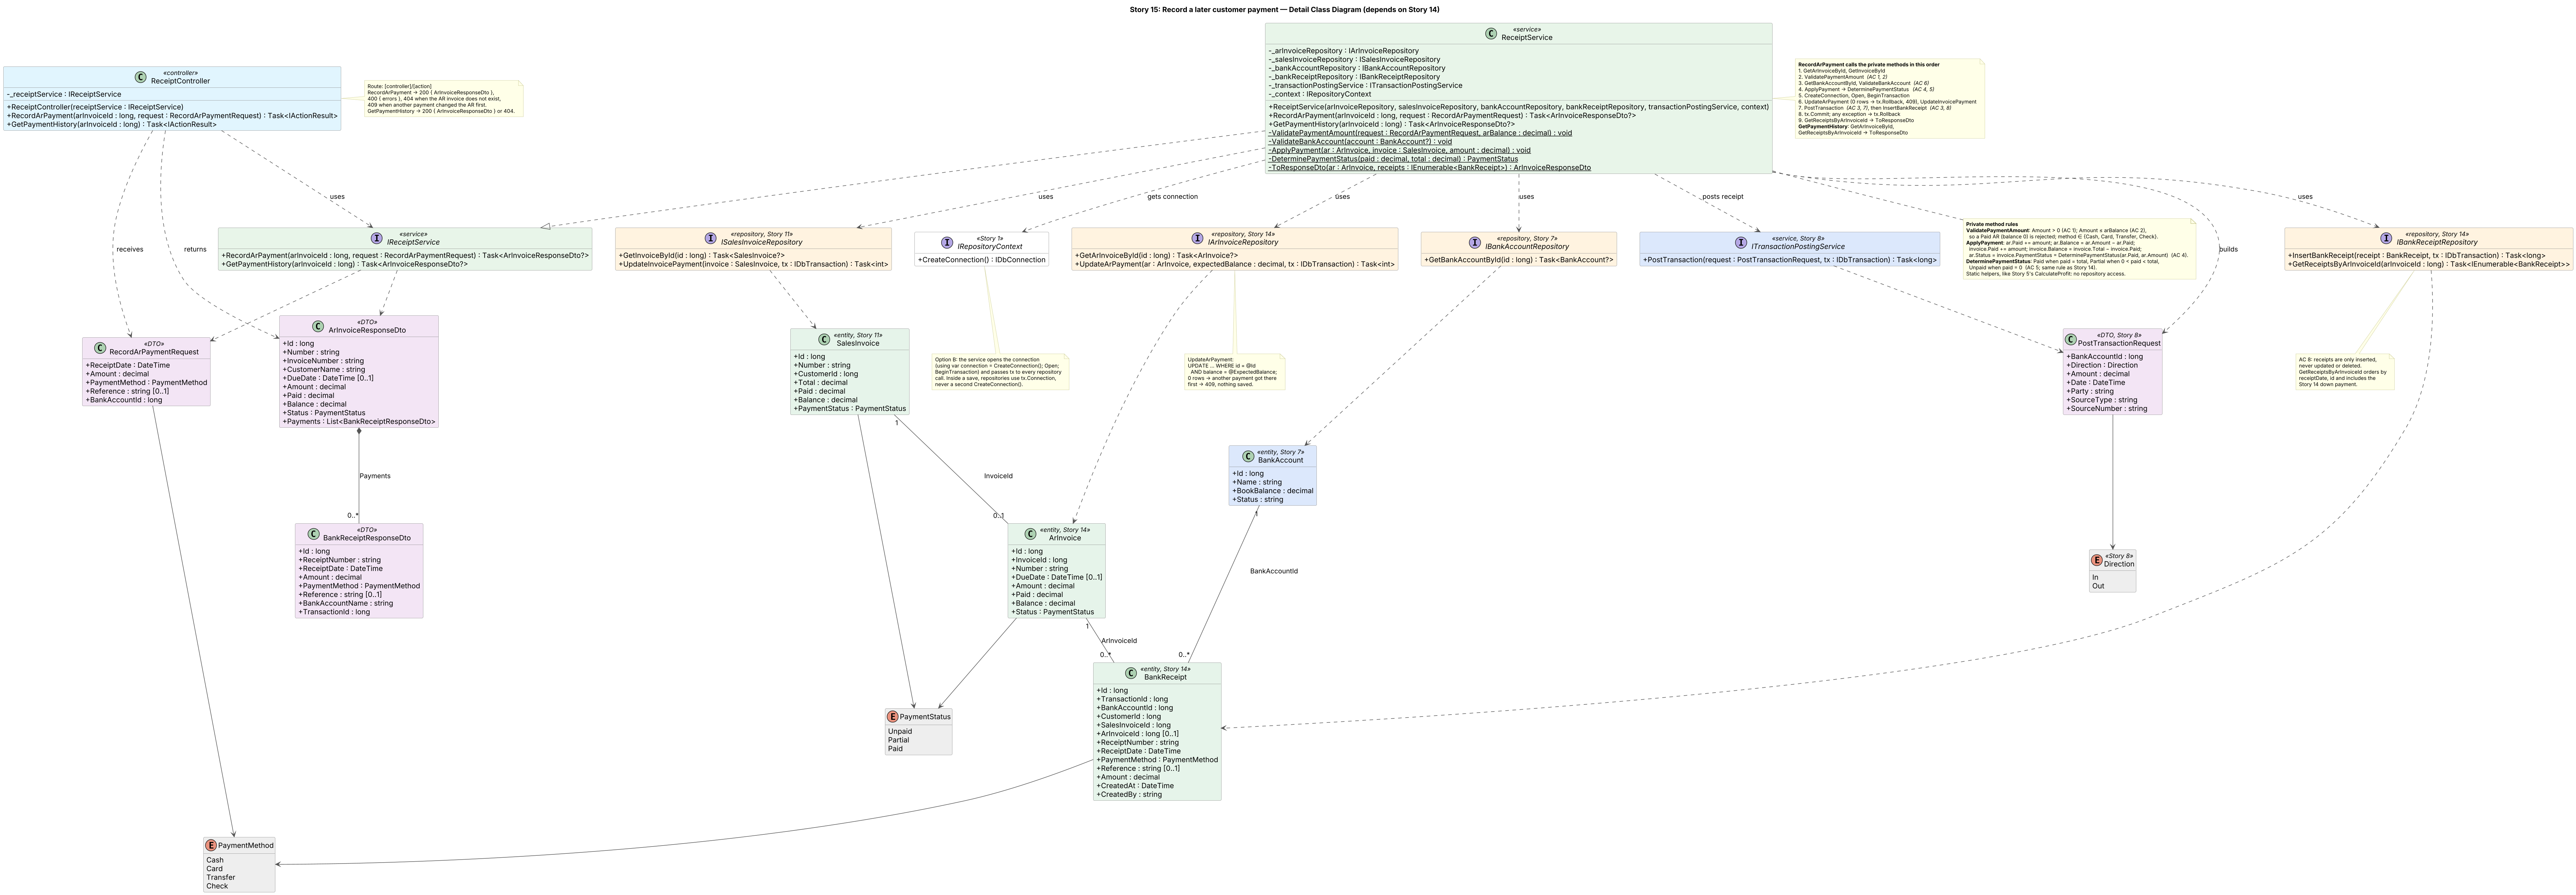 Story 15: Record a later customer payment — Detail Class Diagram (depends on Story 14)
«service»
ReceiptService
-_arInvoiceRepository : IArInvoiceRepository
-_salesInvoiceRepository : ISalesInvoiceRepository
-_bankAccountRepository : IBankAccountRepository
-_bankReceiptRepository : IBankReceiptRepository
-_transactionPostingService : ITransactionPostingService
-_context : IRepositoryContext
+ReceiptService(arInvoiceRepository, salesInvoiceRepository, bankAccountRepository, bankReceiptRepository, transactionPostingService, context)
+RecordArPayment(arInvoiceId : long, request : RecordArPaymentRequest) : Task<ArInvoiceResponseDto?>
+GetPaymentHistory(arInvoiceId : long) : Task<ArInvoiceResponseDto?>
-ValidatePaymentAmount(request : RecordArPaymentRequest, arBalance : decimal) : void
-ValidateBankAccount(account : BankAccount?) : void
-ApplyPayment(ar : ArInvoice, invoice : SalesInvoice, amount : decimal) : void
-DeterminePaymentStatus(paid : decimal, total : decimal) : PaymentStatus
-ToResponseDto(ar : ArInvoice, receipts : IEnumerable<BankReceipt>) : ArInvoiceResponseDto
RecordArPayment calls the private methods in this order
1. GetArInvoiceById, GetInvoiceById
2. ValidatePaymentAmount (AC 1, 2)
3. GetBankAccountById, ValidateBankAccount (AC 6)
4. ApplyPayment → DeterminePaymentStatus (AC 4, 5)
5. CreateConnection, Open, BeginTransaction
6. UpdateArPayment (0 rows → tx.Rollback, 409), UpdateInvoicePayment
7. PostTransaction (AC 3, 7), then InsertBankReceipt (AC 3, 8)
8. tx.Commit; any exception → tx.Rollback
9. GetReceiptsByArInvoiceId → ToResponseDto
GetPaymentHistory: GetArInvoiceById,
GetReceiptsByArInvoiceId → ToResponseDto
«controller»
ReceiptController
-_receiptService : IReceiptService
+ReceiptController(receiptService : IReceiptService)
+RecordArPayment(arInvoiceId : long, request : RecordArPaymentRequest) : Task<IActionResult>
+GetPaymentHistory(arInvoiceId : long) : Task<IActionResult>
Route: [controller]/[action]
RecordArPayment → 200 { ArInvoiceResponseDto },
400 { errors }, 404 when the AR invoice does not exist,
409 when another payment changed the AR first.
GetPaymentHistory → 200 { ArInvoiceResponseDto } or 404.
receives
returns
uses
uses
gets connection
uses
uses
posts receipt
builds
uses
«service»
IReceiptService
+RecordArPayment(arInvoiceId : long, request : RecordArPaymentRequest) : Task<ArInvoiceResponseDto?>
+GetPaymentHistory(arInvoiceId : long) : Task<ArInvoiceResponseDto?>
«repository, Story 11»
ISalesInvoiceRepository
+GetInvoiceById(id : long) : Task<SalesInvoice?>
+UpdateInvoicePayment(invoice : SalesInvoice, tx : IDbTransaction) : Task<int>
«Story 1»
IRepositoryContext
+CreateConnection() : IDbConnection
«repository, Story 14»
IArInvoiceRepository
+GetArInvoiceById(id : long) : Task<ArInvoice?>
+UpdateArPayment(ar : ArInvoice, expectedBalance : decimal, tx : IDbTransaction) : Task<int>
«repository, Story 7»
IBankAccountRepository
+GetBankAccountById(id : long) : Task<BankAccount?>
«service, Story 8»
ITransactionPostingService
+PostTransaction(request : PostTransactionRequest, tx : IDbTransaction) : Task<long>
Private method rules
ValidatePaymentAmount: Amount > 0 (AC 1); Amount ≤ arBalance (AC 2),
so a Paid AR (balance 0) is rejected; method ∈ {Cash, Card, Transfer, Check}.
ApplyPayment: ar.Paid += amount; ar.Balance = ar.Amount − ar.Paid;
invoice.Paid += amount; invoice.Balance = invoice.Total − invoice.Paid;
ar.Status = invoice.PaymentStatus = DeterminePaymentStatus(ar.Paid, ar.Amount) (AC 4).
DeterminePaymentStatus: Paid when paid = total, Partial when 0 < paid < total,
Unpaid when paid = 0 (AC 5; same rule as Story 14).
Static helpers, like Story 5's CalculateProfit: no repository access.
«repository, Story 14»
IBankReceiptRepository
+InsertBankReceipt(receipt : BankReceipt, tx : IDbTransaction) : Task<long>
+GetReceiptsByArInvoiceId(arInvoiceId : long) : Task<IEnumerable<BankReceipt>>
«DTO»
RecordArPaymentRequest
+ReceiptDate : DateTime
+Amount : decimal
+PaymentMethod : PaymentMethod
+Reference : string [0..1]
+BankAccountId : long
«DTO»
ArInvoiceResponseDto
+Id : long
+Number : string
+InvoiceNumber : string
+CustomerName : string
+DueDate : DateTime [0..1]
+Amount : decimal
+Paid : decimal
+Balance : decimal
+Status : PaymentStatus
+Payments : List<BankReceiptResponseDto>
«entity, Story 11»
SalesInvoice
+Id : long
+Number : string
+CustomerId : long
+Total : decimal
+Paid : decimal
+Balance : decimal
+PaymentStatus : PaymentStatus
Option B: the service opens the connection
(using var connection = CreateConnection(); Open;
BeginTransaction) and passes tx to every repository
call. Inside a save, repositories use tx.Connection,
never a second CreateConnection().
UpdateArPayment:
UPDATE ... WHERE id = @Id
AND balance = @ExpectedBalance;
0 rows → another payment got there
first → 409, nothing saved.
«DTO, Story 8»
PostTransactionRequest
+BankAccountId : long
+Direction : Direction
+Amount : decimal
+Date : DateTime
+Party : string
+SourceType : string
+SourceNumber : string
AC 8: receipts are only inserted,
never updated or deleted.
GetReceiptsByArInvoiceId orders by
receiptDate, id and includes the
Story 14 down payment.
«entity, Story 7»
BankAccount
+Id : long
+Name : string
+BookBalance : decimal
+Status : string
Payments
0..*
1
InvoiceId
0..1
1
BankAccountId
0..*
«DTO»
BankReceiptResponseDto
+Id : long
+ReceiptNumber : string
+ReceiptDate : DateTime
+Amount : decimal
+PaymentMethod : PaymentMethod
+Reference : string [0..1]
+BankAccountName : string
+TransactionId : long
«entity, Story 14»
ArInvoice
+Id : long
+InvoiceId : long
+Number : string
+DueDate : DateTime [0..1]
+Amount : decimal
+Paid : decimal
+Balance : decimal
+Status : PaymentStatus
«Story 8»
Direction
In
Out
1
ArInvoiceId
0..*
«entity, Story 14»
BankReceipt
+Id : long
+TransactionId : long
+BankAccountId : long
+CustomerId : long
+SalesInvoiceId : long
+ArInvoiceId : long [0..1]
+ReceiptNumber : string
+ReceiptDate : DateTime
+PaymentMethod : PaymentMethod
+Reference : string [0..1]
+Amount : decimal
+CreatedAt : DateTime
+CreatedBy : string
PaymentStatus
Unpaid
Partial
Paid
PaymentMethod
Cash
Card
Transfer
Check